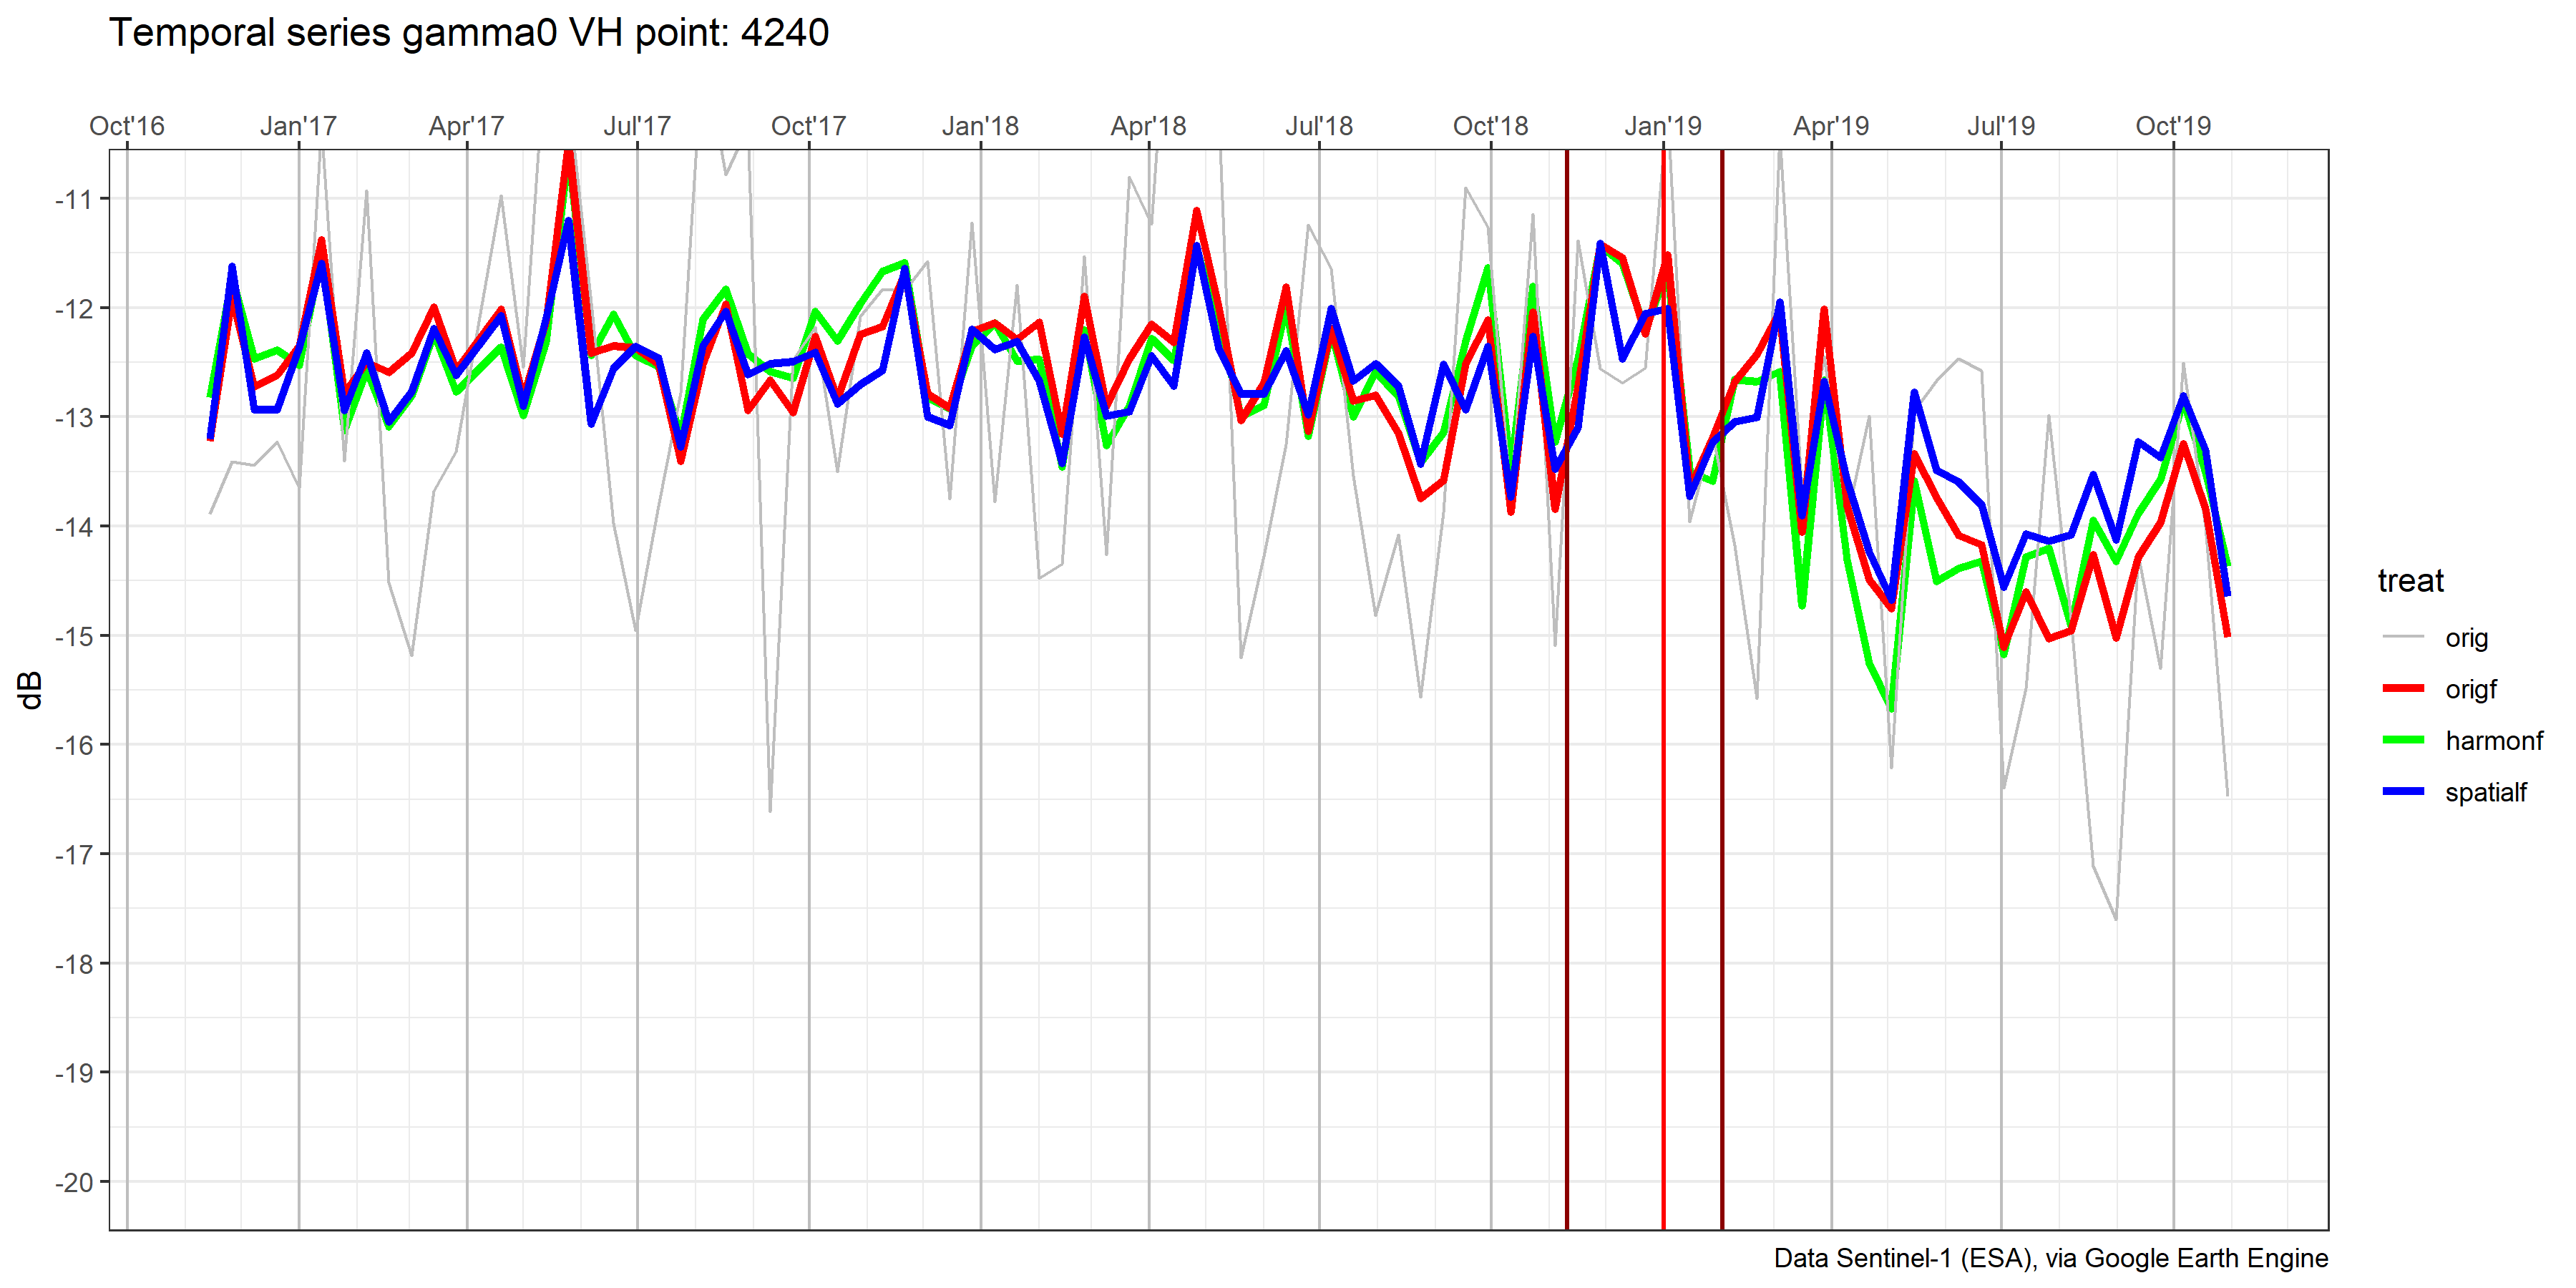 Temporal series gamma0 VH point: 4240
Oct'16 Jan'17 Apr'17 Jul'17 Oct'17 Jan'18 Apr'18 Jul'18 Oct'18 Jan'19 Apr'19 Jul'19 Oct'19
-11
-12
-13
-14
-15
-16
-17
-18
-19
-20
dB
treat
orig
origf
harmonf
spatialf
Data Sentinel-1 (ESA), via Google Earth Engine